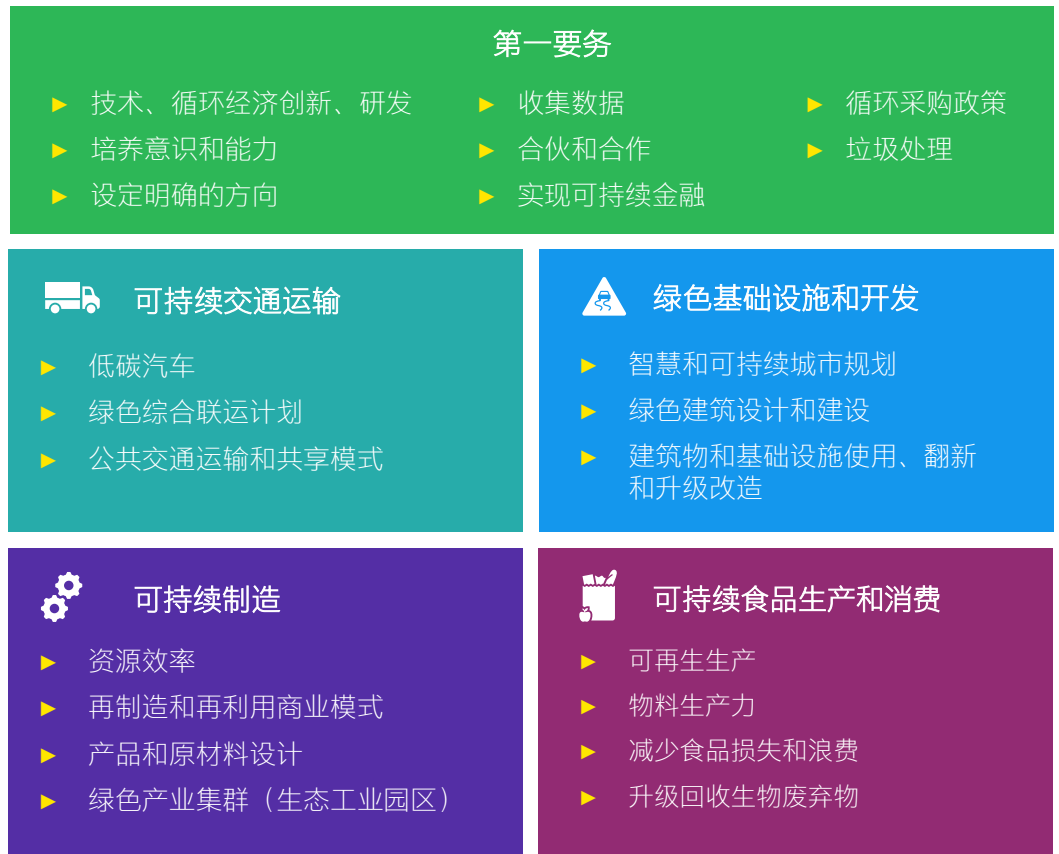 第一要务
► 技术、循环经济创新、研发
► 培养意识和能力
► 设定明确的方向
► 收集数据
► 合伙和合作
► 实现可持续金融
► 循环采购政策
► 垃圾处理
可持续交通运输
► 低碳汽车
► 绿色综合联运计划
► 公共交通运输和共享模式
绿色基础设施和开发
► 智慧和可持续城市规划
► 绿色建筑设计和建设
► 建筑物和基础设施使用、翻新
和升级改造
可持续制造
► 资源效率
► 再制造和再利用商业模式
► 产品和原材料设计
► 绿色产业集群（生态工业园区）
可持续食品生产和消费
► 可再生生产
► 物料生产力
► 减少食品损失和浪费
► 升级回收生物废弃物